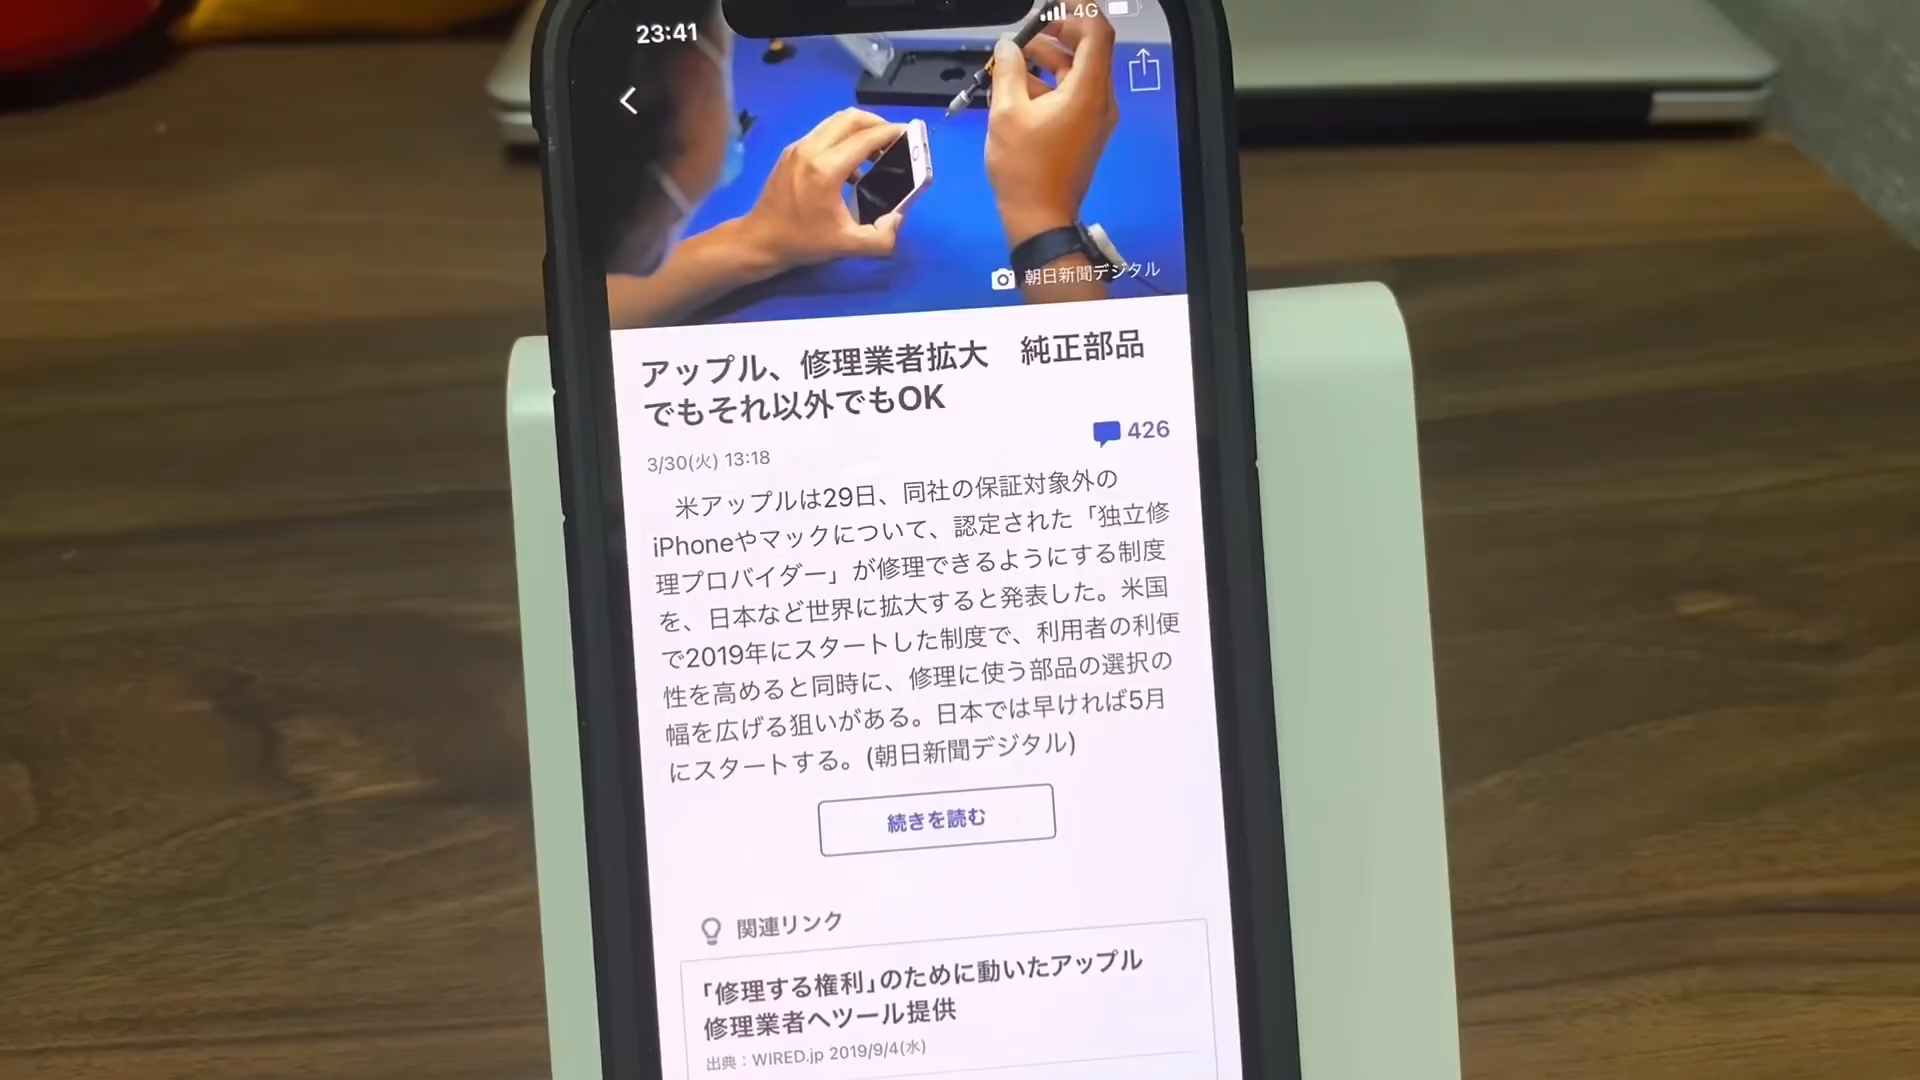 23:41
4G
朝日新聞デジタル
アップル、修理業者拡大　純正部品
でもそれ以外でもOK
426
3/30(火) 13:18
米アップルは29日、同社の保証対象外の
iPhoneやマックについて、認定された「独立修
理プロバイダー」が修理できるようにする制度
を、日本など世界に拡大すると発表した。米国
で2019年にスタートした制度で、利用者の利便
性を高めると同時に、修理に使う部品の選択の
幅を広げる狙いがある。日本では早ければ5月
にスタートする。(朝日新聞デジタル)
続きを読む
関連リンク
「修理する権利」のために動いたアップル
修理業者へツール提供
出典：WIRED.jp 2019/9/4(水)